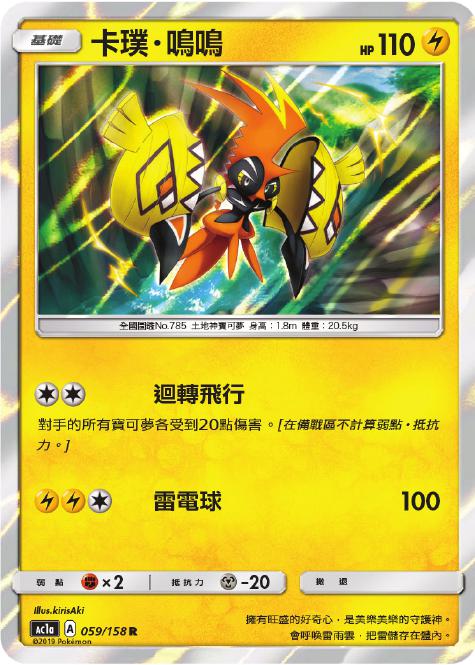 基礎 卡璞·鳴鳴 HP 110
全國圖鑑No.785 土地神寶可夢 身高：1.8m 體重：20.5kg
迴轉飛行
對手的所有寶可夢各受到20點傷害。[在備戰區不計算弱點·抵抗
力。]
雷電球 100
弱點 ×2 抵抗力 -20 撤退
Illus.kirisAki
AC1a A 059/158 R
©2019 Pokémon
擁有旺盛的好奇心，是美樂美樂的守護神。
會呼喚雷雨雲，把雷儲存在體內。